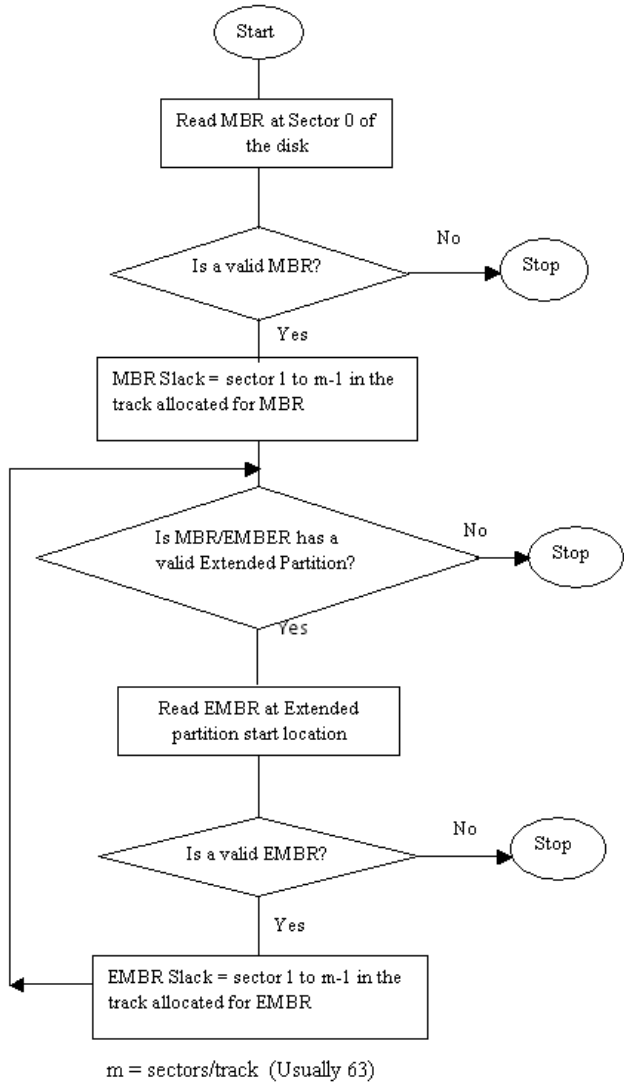 Start
Read MBR at Sector 0 of
the disk
Is a valid MBR?
No
Stop
Yes
MBR Slack = sector 1 to m-1 in the
track allocated for MBR
Is MBR/EMBER has a
valid Extended Partition?
No
Stop
Yes
Read EMBR at Extended
partition start location
Is a valid EMBR?
No
Stop
Yes
EMBR Slack = sector 1 to m-1 in the
track allocated for EMBR
m = sectors/track (Usually 63)